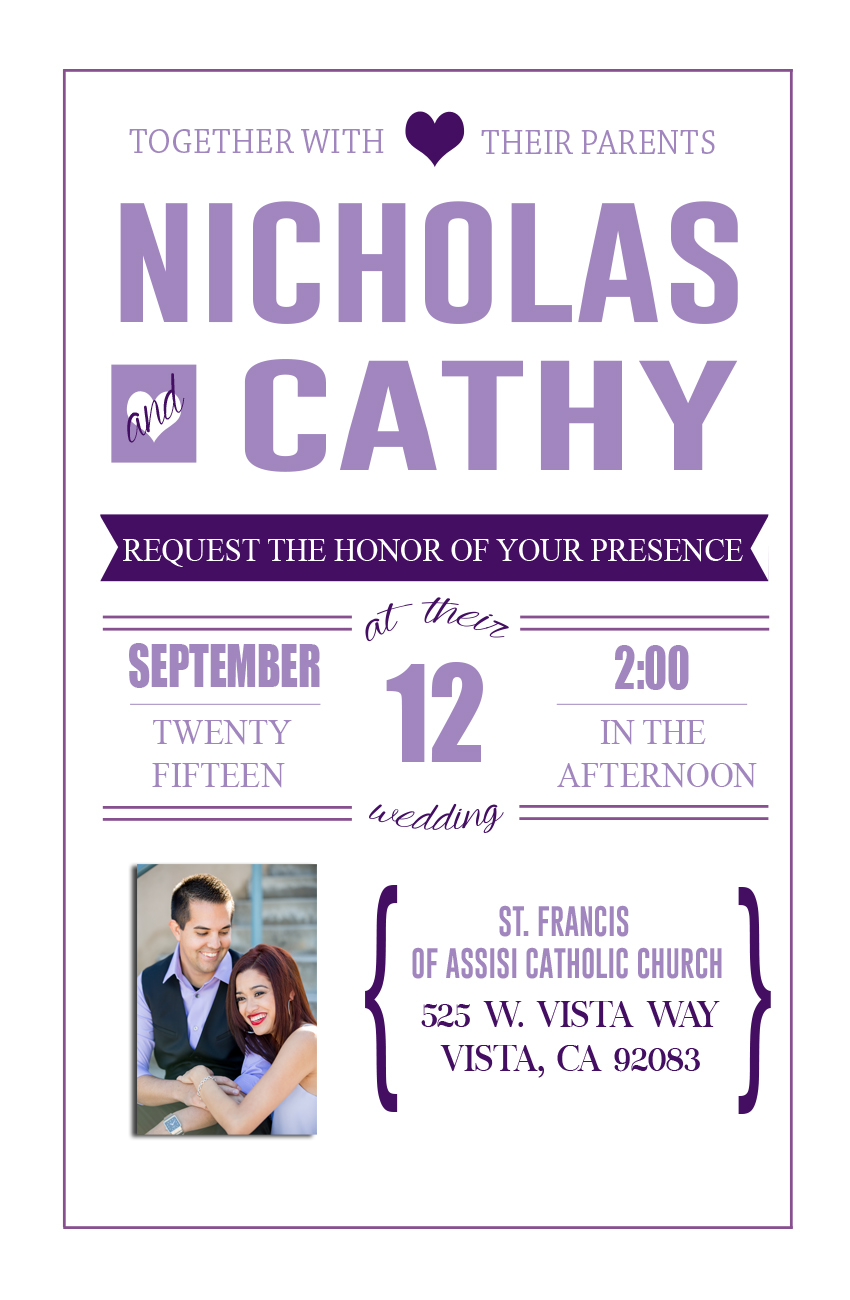 TOGETHER WITH THEIR PARENTS
NICHOLAS
and CATHY
REQUEST THE HONOR OF YOUR PRESENCE
at their
SEPTEMBER
TWENTY
FIFTEEN
12
2:00
IN THE
AFTERNOON
wedding
ST. FRANCIS
OF ASSISI CATHOLIC CHURCH
525 W. VISTA WAY
VISTA, CA 92083